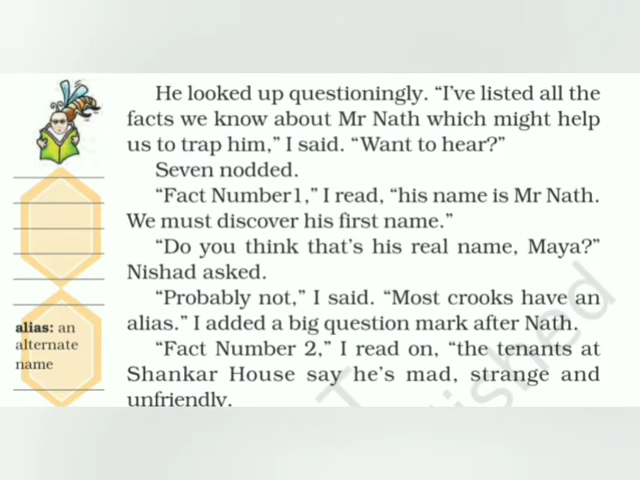 He looked up questioningly. “I've listed all the
facts we know about Mr Nath which might help
us to trap him,” I said. “Want to hear?”
Seven nodded.
“Fact Number1,” I read, “his name is Mr Nath.
We must discover his first name.”
“Do you think that's his real name, Maya?”
Nishad asked.
“Probably not,” I said. “Most crooks have an
alias.” I added a big question mark after Nath.
“Fact Number 2,” I read on, “the tenants at
Shankar House say he's mad, strange and
unfriendly.
alias: an
alternate
name